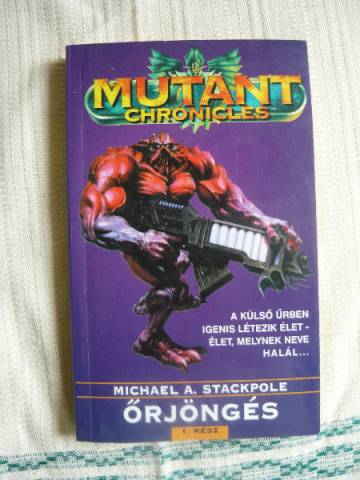 MUTANT
CHRONICLES
A KÜLSŐ ŰRBEN
IGENIS LÉTEZIK ÉLET -
ÉLET, MELYNEK NEVE
HALÁL...
MICHAEL A. STACKPOLE
ŐRJÖNGÉS
1. RÉSZ